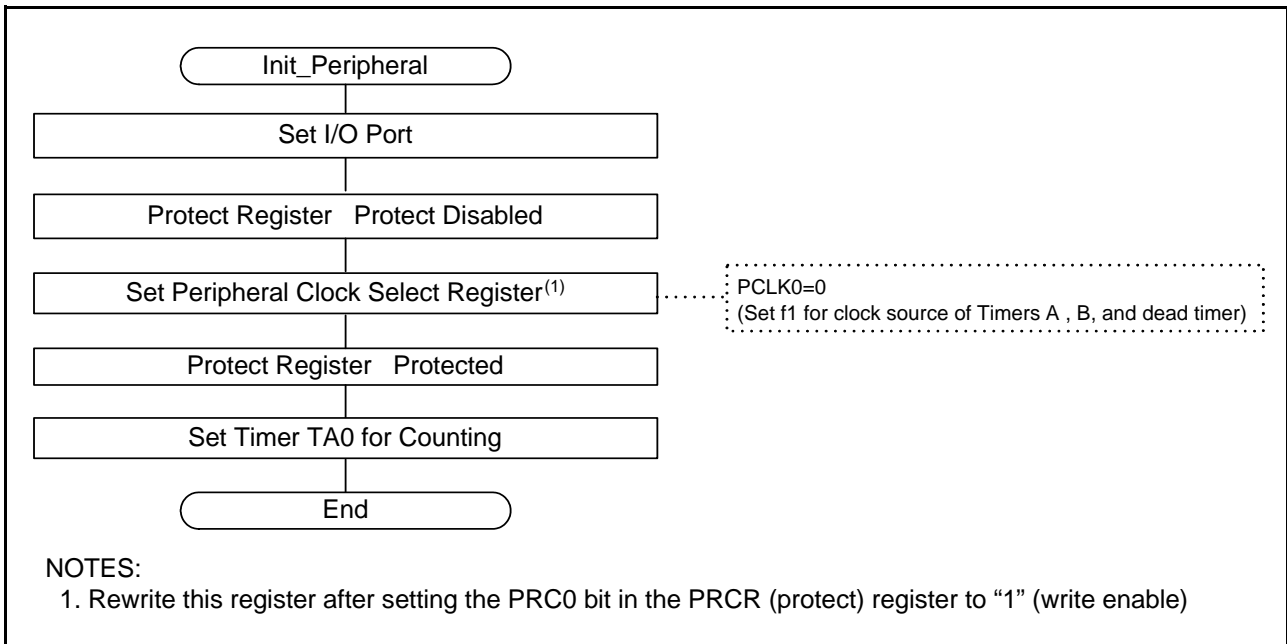 Init_Peripheral
Set I/O Port
Protect Register   Protect Disabled
Set Peripheral Clock Select Register(1)
PCLK0=0
(Set f1 for clock source of Timers A , B, and dead timer)
Protect Register   Protected
Set Timer TA0 for Counting
End
NOTES:
1. Rewrite this register after setting the PRC0 bit in the PRCR (protect) register to “1” (write enable)